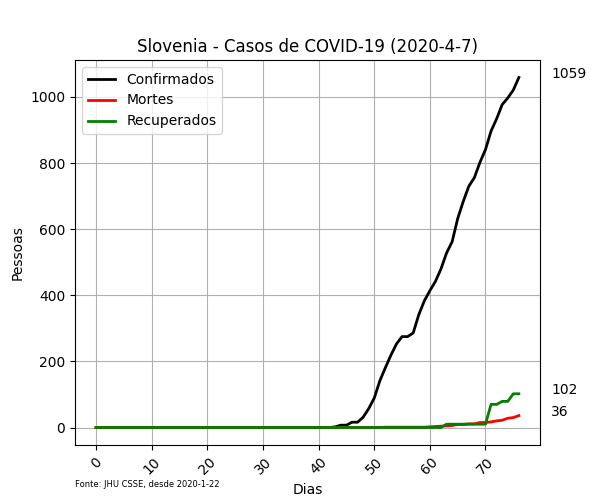 Slovenia - Casos de COVID-19 (2020-4-7)
Confirmados
Mortes
Recuperados
1059
102
36
Pessoas
1000
800
600
400
200
0
0 10 20 30 40 50 60 70
Dias
Fonte: JHU CSSE, desde 2020-1-22